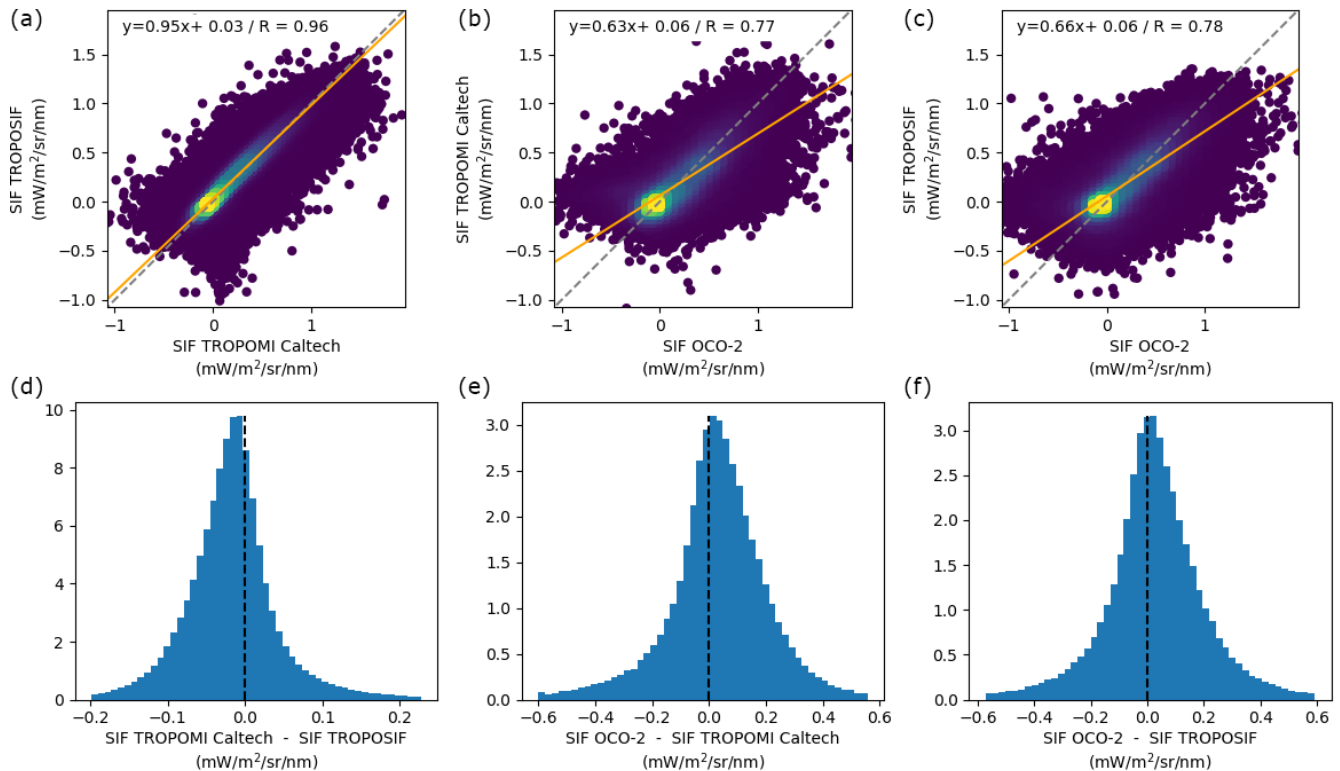 (a)
y=0.95x+ 0.03 / R = 0.96
SIF TROPOSIF
(mW/m²/sr/nm)
1.5
1.0
0.5
0.0
−0.5
−1.0
−1
0
1
SIF TROPOMI Caltech
(mW/m²/sr/nm)
(b)
y=0.63x+ 0.06 / R = 0.77
SIF TROPOMI Caltech
(mW/m²/sr/nm)
1.5
1.0
0.5
0.0
−0.5
−1.0
−1
0
1
SIF OCO-2
(mW/m²/sr/nm)
(c)
y=0.66x+ 0.06 / R = 0.78
SIF TROPOSIF
(mW/m²/sr/nm)
1.5
1.0
0.5
0.0
−0.5
−1.0
−1
0
1
SIF OCO-2
(mW/m²/sr/nm)
(d)
10
8
6
4
2
0
−0.2
−0.1
0.0
0.1
0.2
SIF TROPOMI Caltech - SIF TROPOSIF
(mW/m²/sr/nm)
(e)
3.0
2.5
2.0
1.5
1.0
0.5
0.0
−0.6
−0.4
−0.2
0.0
0.2
0.4
0.6
SIF OCO-2 - SIF TROPOMI Caltech
(mW/m²/sr/nm)
(f)
3.0
2.5
2.0
1.5
1.0
0.5
0.0
−0.6
−0.4
−0.2
0.0
0.2
0.4
0.6
SIF OCO-2 - SIF TROPOSIF
(mW/m²/sr/nm)